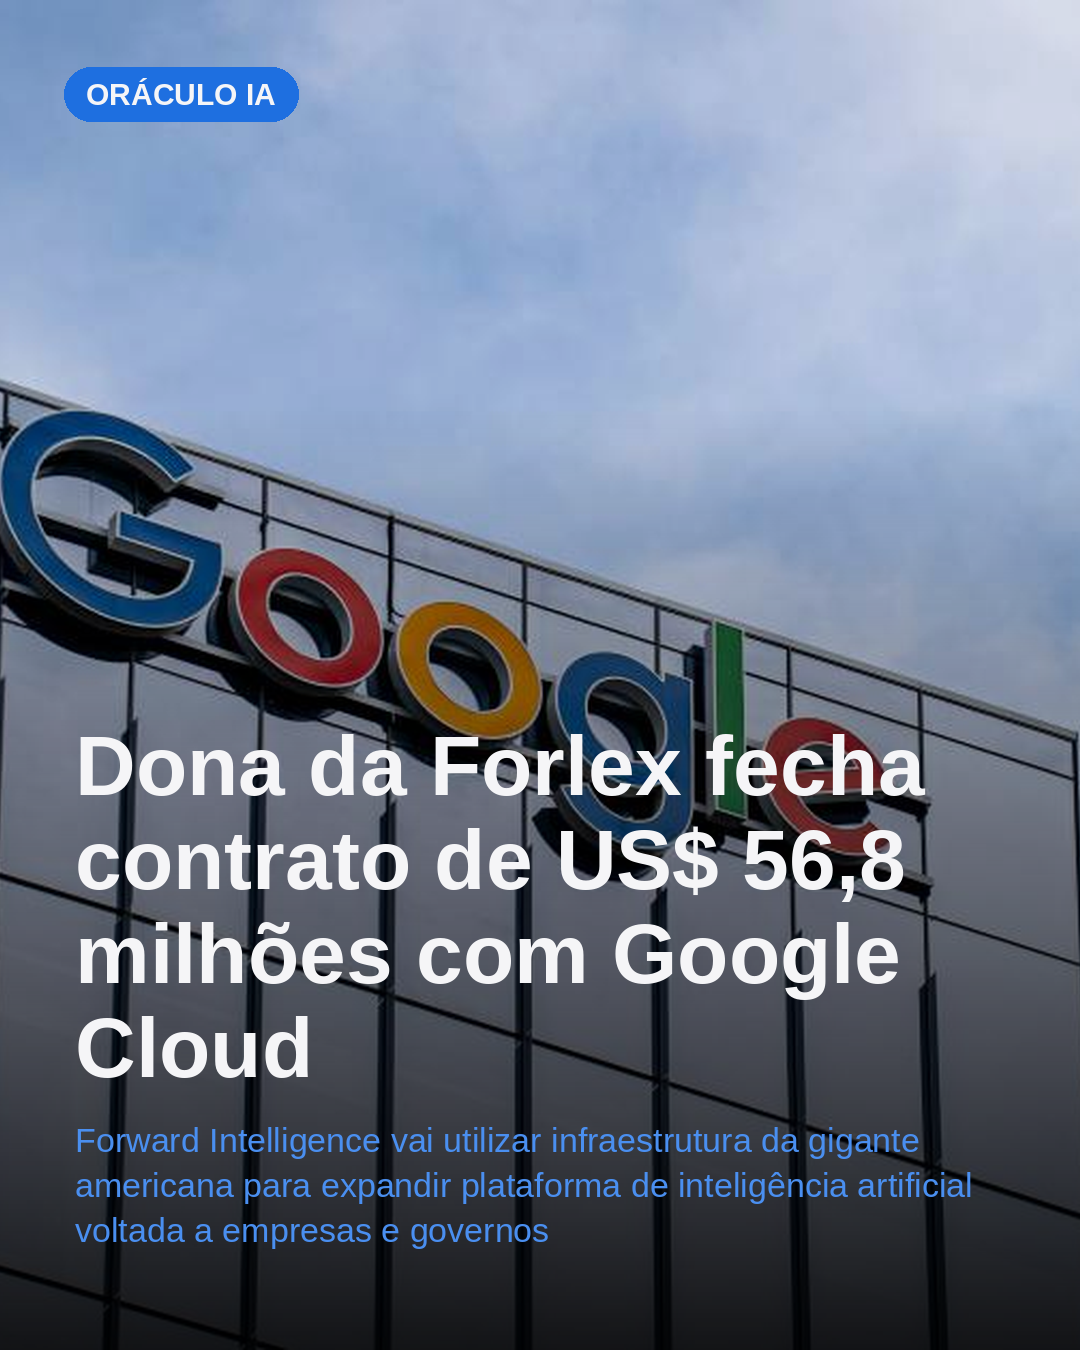 ORÁCULO IA
Google
Dona da Forlex fecha
contrato de US$ 56,8
milhões com Google
Cloud
Forward Intelligence vai utilizar infraestrutura da gigante
americana para expandir plataforma de inteligência artificial
voltada a empresas e governos